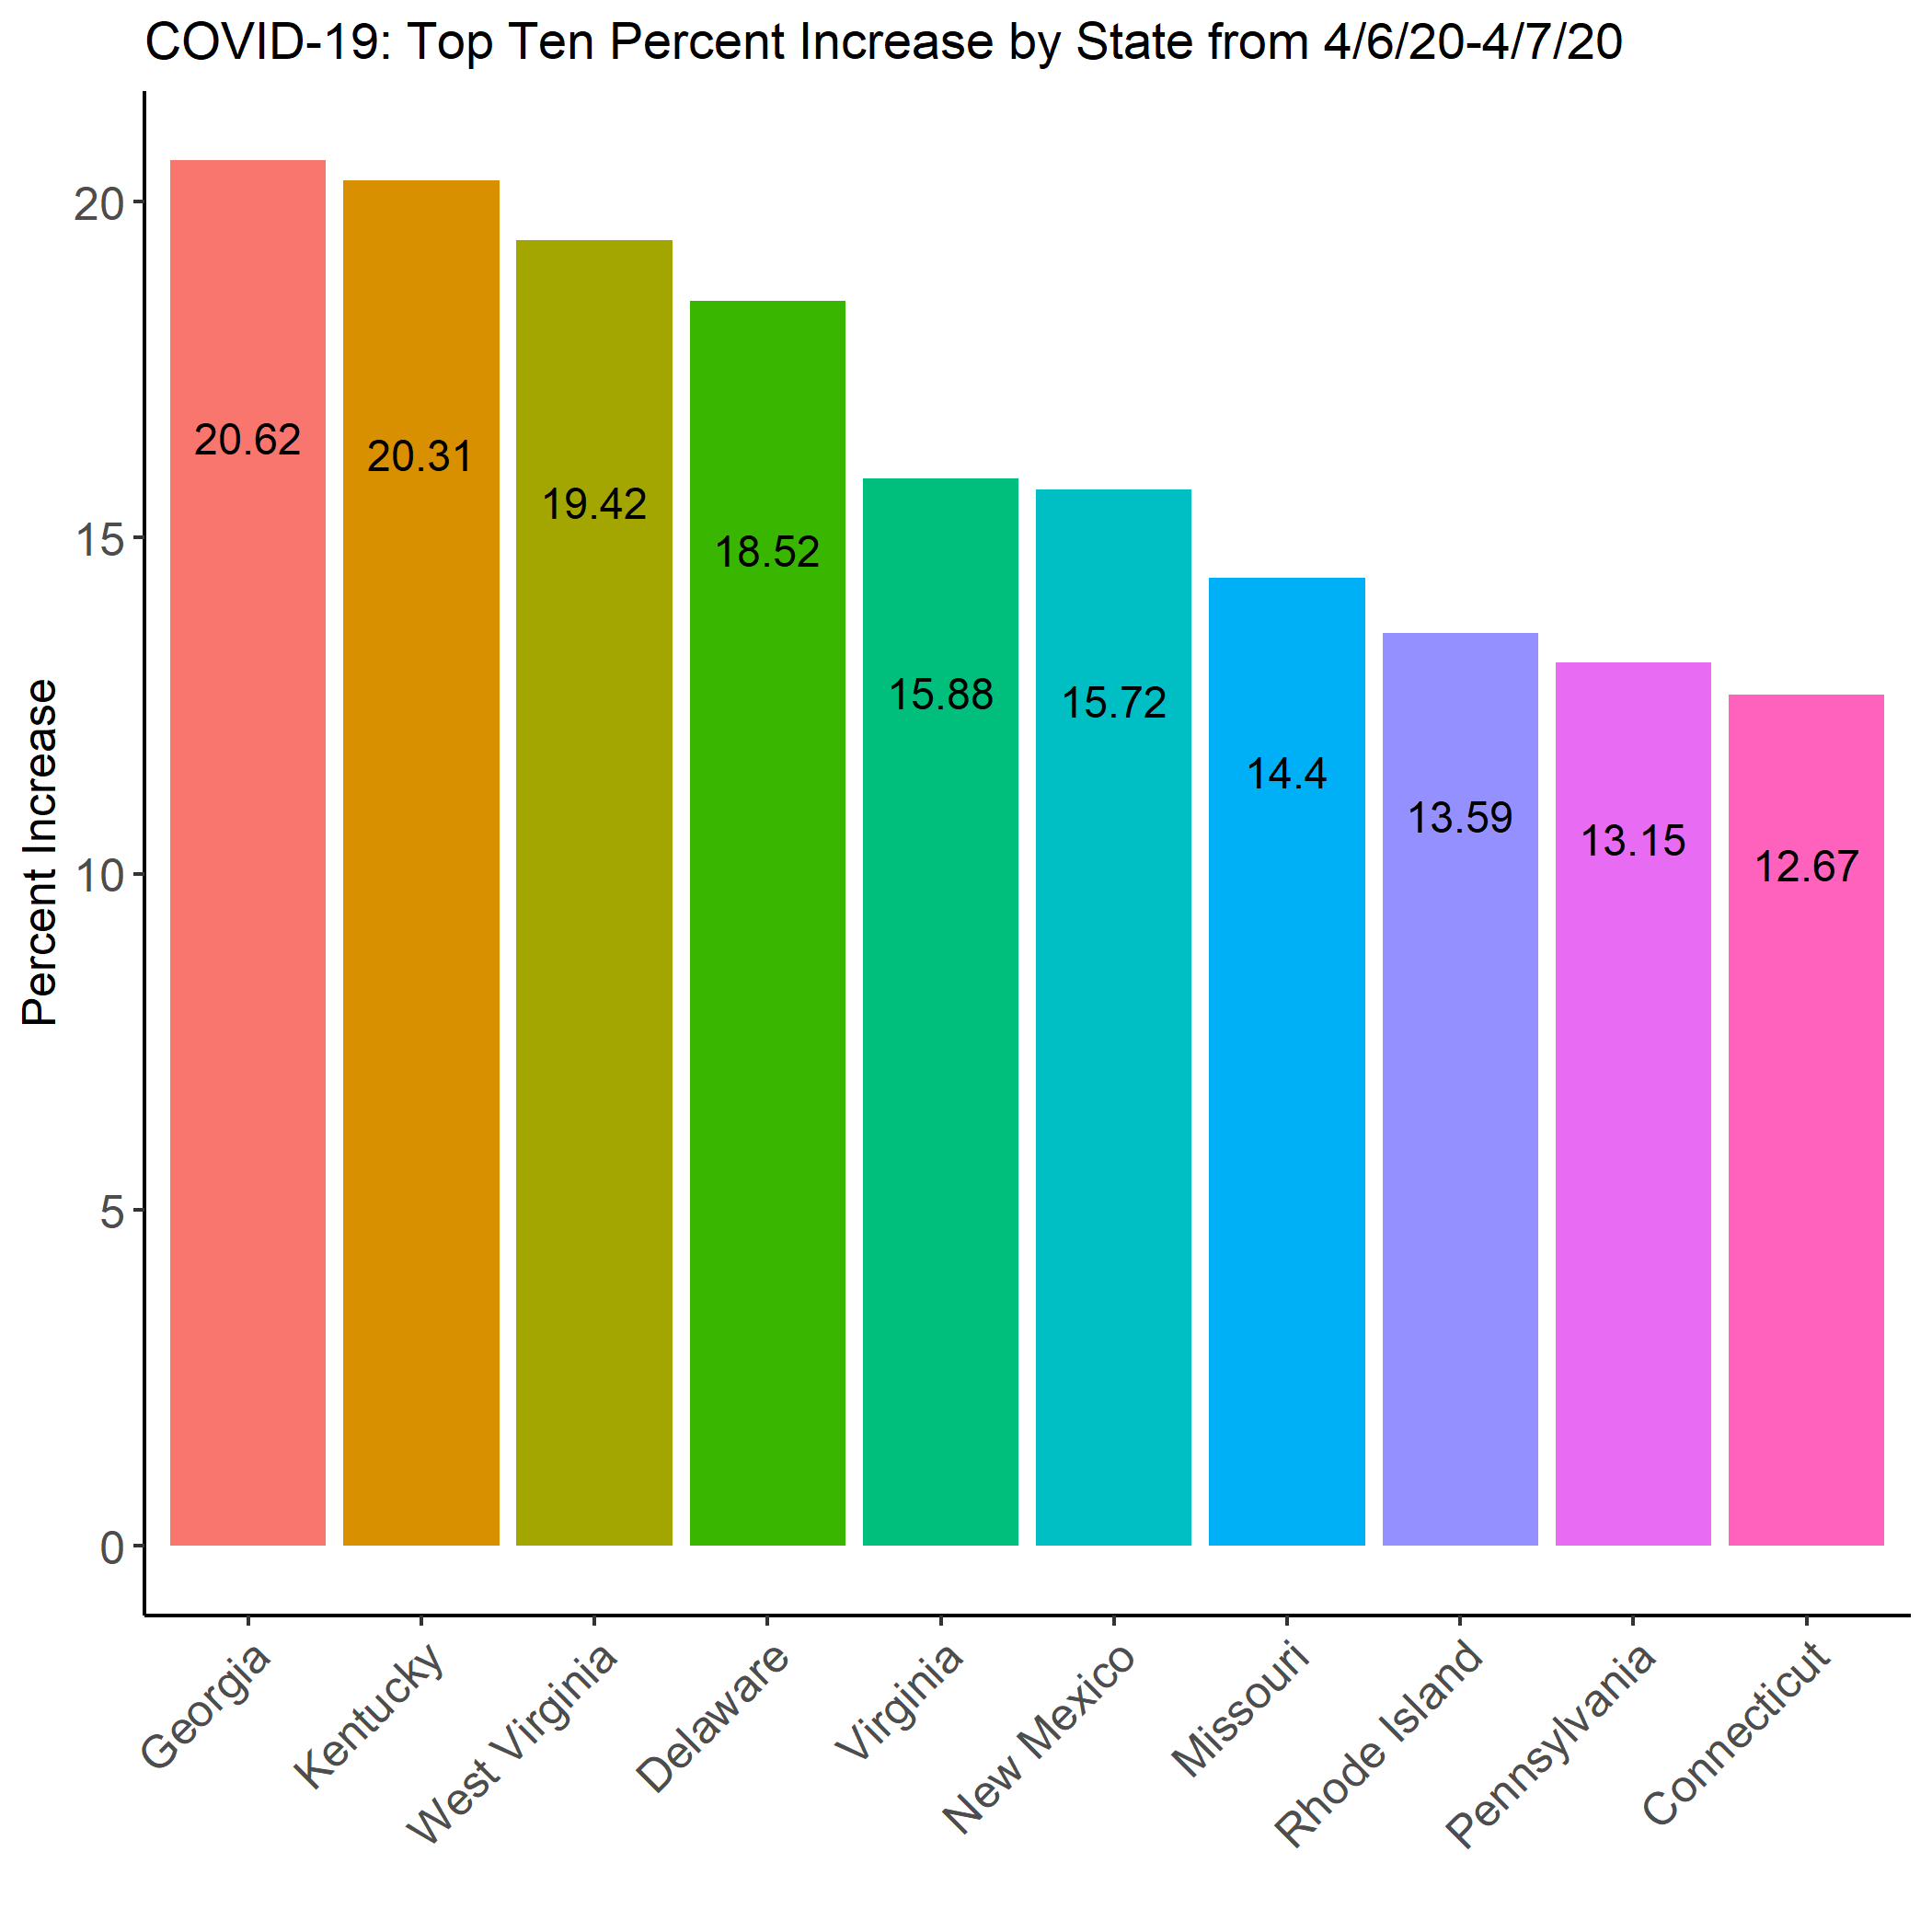 COVID-19: Top Ten Percent Increase by State from 4/6/20-4/7/20
Percent Increase
20
15
10
5
0
20.62
20.31
19.42
18.52
15.88
15.72
14.4
13.59
13.15
12.67
Georgia
Kentucky
West Virginia
Delaware
Virginia
New Mexico
Missouri
Rhode Island
Pennsylvania
Connecticut